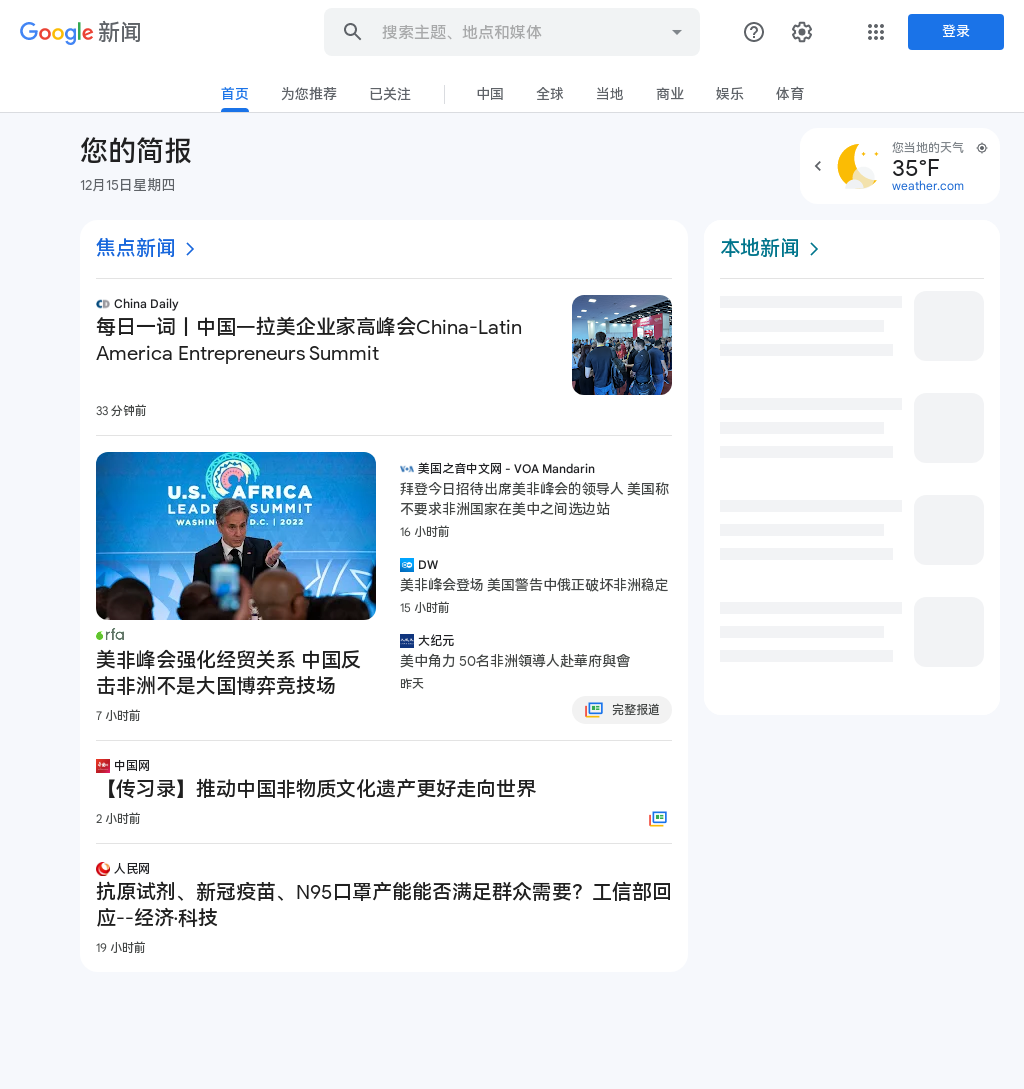 Google 新闻
搜索主题、地点和媒体
登录
首页
为您推荐
已关注
中国
全球
当地
商业
娱乐
体育
您的简报
12月15日星期四
您当地的天气
35°F
weather.com
焦点新闻
China Daily
每日一词丨中国—拉美企业家高峰会China-Latin
America Entrepreneurs Summit
33 分钟前
U.S. AFRICA
LEADERS SUMMIT
WASHINGTON, D.C. | 2022
rfa
美非峰会强化经贸关系 中国反
击非洲不是大国博弈竞技场
7 小时前
VOA 美国之音中文网 - VOA Mandarin
拜登今日招待出席美非峰会的领导人 美国称
不要求非洲国家在美中之间选边站
16 小时前
DW
美非峰会登场 美国警告中俄正破坏非洲稳定
15 小时前
大纪元
美中角力 50名非洲領導人赴華府與會
昨天
完整报道
中国网
【传习录】推动中国非物质文化遗产更好走向世界
2 小时前
人民网
抗原试剂、新冠疫苗、N95口罩产能能否满足群众需要？工信部回
应--经济·科技
19 小时前
本地新闻